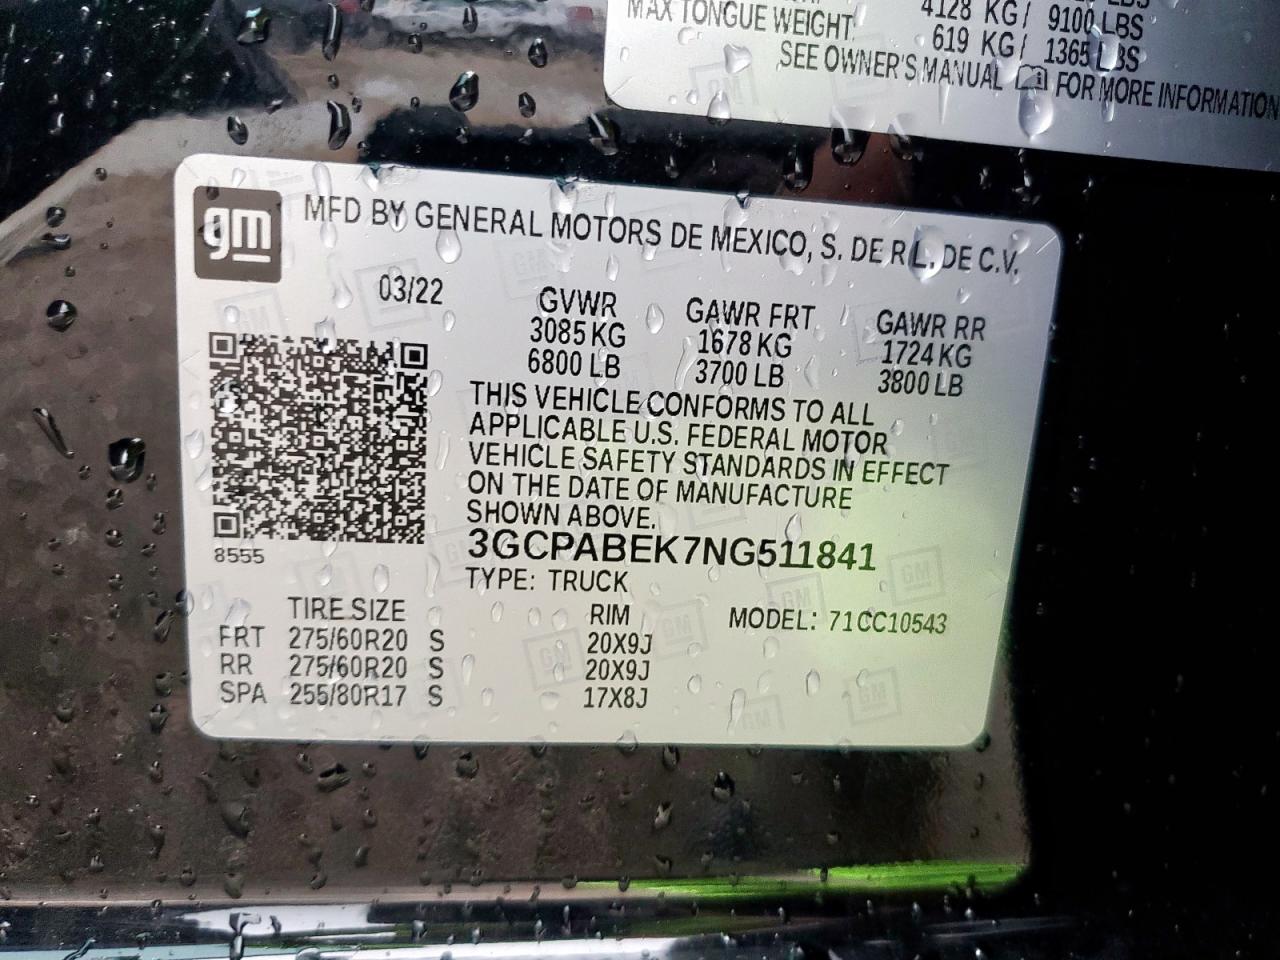 4128 KG/ 9100 LBS
MAX TONGUE WEIGHT 619 KG/ 1365 LBS
SEE OWNER'S MANUAL FOR MORE INFORMATION
gm
MFD BY GENERAL MOTORS DE MEXICO, S. DE R.L. DE C.V.
03/22 GVWR GAWR FRT GAWR RR
3085 KG 1678 KG 1724 KG
6800 LB 3700 LB 3800 LB
THIS VEHICLE CONFORMS TO ALL
APPLICABLE U.S. FEDERAL MOTOR
VEHICLE SAFETY STANDARDS IN EFFECT
ON THE DATE OF MANUFACTURE
SHOWN ABOVE.
8555
3GCPABEK7NG511841
TYPE: TRUCK
TIRE SIZE RIM MODEL: 71CC10543
FRT 275/60R20 S 20X9J
RR 275/60R20 S 20X9J
SPA 255/80R17 S 17X8J